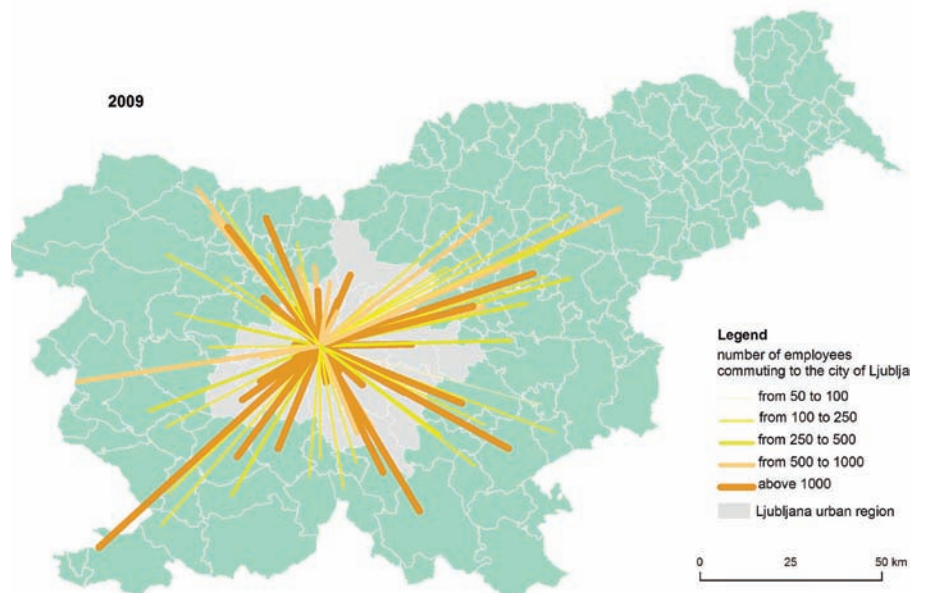 2009
Legend
number of employees
commuting to the city of Ljublja
from 50 to 100
from 100 to 250
from 250 to 500
from 500 to 1000
above 1000
Ljubljana urban region
0 25 50 km